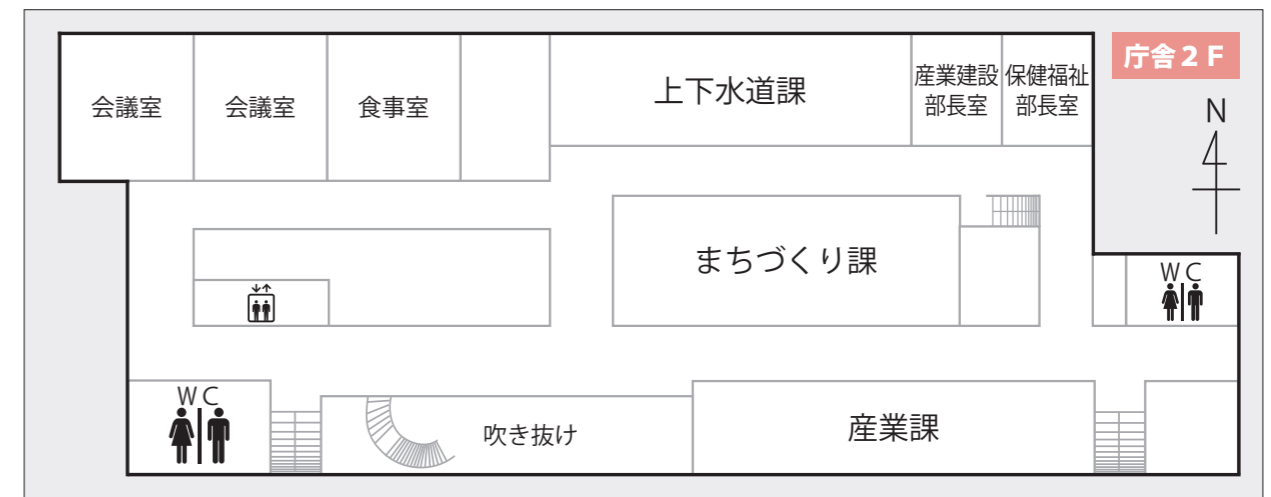 庁舎２Ｆ
会議室
会議室
食事室
上下水道課
産業建設
部長室
保健福祉
部長室
N
まちづくり課
WC
WC
吹き抜け
産業課